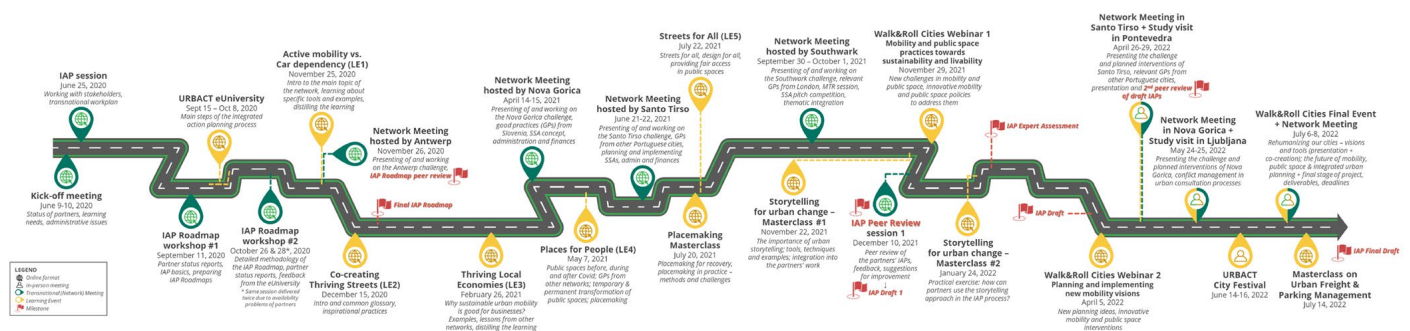 IAP session
June 25, 2020
Working with stakeholders,
transnational workplan
Kick-off meeting
June 9-10, 2020
Status of partners, learning
needs, administrative issues
URBACT eUniversity
Sept 15 – Oct 8, 2020
Main steps of the integrated
action planning process
IAP Roadmap
workshop #1
September 11, 2020
Partner status reports,
IAP basics, preparing
IAP Roadmaps
IAP Roadmap
workshop #2
October 26 & 28*, 2020
Detailed methodology of
the IAP Roadmap, partner
status reports, feedback
from the eUniversity
* Same session delivered
twice due to availability
problems of partners
Active mobility vs.
Car dependency (LE1)
November 25, 2020
Intro to the main topic of
the network, learning about
specific tools and examples,
distilling the learning
Network Meeting
hosted by Antwerp
November 26, 2020
Presenting of and working
on the Antwerp challenge,
IAP Roadmap peer review
Final IAP Roadmap
Co-creating
Thriving Streets (LE2)
December 15, 2020
Intro and common glossary,
inspirational practices
Thriving Local
Economies (LE3)
February 26, 2021
Why sustainable urban mobility
is good for businesses?
Examples, lessons from other
networks, distilling the learning
Network Meeting
hosted by Nova Gorica
April 14-15, 2021
Presenting of and working on
the Nova Gorica challenge,
good practices (GPs) from
Slovenia, SSA concept,
administration and finances
Places for People (LE4)
May 7, 2021
Public spaces before, during
and after Covid; GPs from
other networks; temporary &
permanent transformation of
public spaces; placemaking
Network Meeting
hosted by Santo Tirso
June 21-22, 2021
Presenting of and working on
the Santo Tirso challenge, GPs
from other Portuguese cities,
planning and implementing
SSAs, admin and finances
Streets for All (LE5)
July 22, 2021
Streets for all, design for all,
providing fair access
in public spaces
Placemaking
Masterclass
July 20, 2021
Placemaking for recovery,
placemaking in practice –
methods and challenges
Network Meeting
hosted by Southwark
September 30 – October 1, 2021
Presenting of and working on
the Southwark challenge, relevant
GPs from London, MTR session,
SSA pitch competition,
thematic integration
Storytelling
for urban change –
Masterclass #1
November 22, 2021
The importance of urban
storytelling; tools, techniques
and examples; integration into
the partners' work
Walk&Roll Cities Webinar 1
Mobility and public space
practices towards
sustainability and livability
November 29, 2021
New challenges in mobility and
public space, innovative mobility
and public space policies
to address them
IAP Peer Review
session 1
December 10, 2021
Peer review of
the partners' IAPs,
feedback, suggestions
for improvement
IAP Draft 1
IAP Expert Assessment
Storytelling
for urban change –
Masterclass #2
January 24, 2022
Practical exercise: how can
partners use the storytelling
approach in the IAP process?
IAP Draft
Walk&Roll Cities Webinar 2
Planning and implementing
new mobility visions
April 5, 2022
New planning ideas, innovative
mobility and public space
interventions
Network Meeting in
Santo Tirso + Study visit
in Pontevedra
April 26-29, 2022
Presenting the challenge
and planned interventions of
Santo Tirso, relevant GPs from
other Portuguese cities,
presentation and 2nd peer review
of draft IAPs
Network Meeting
in Nova Gorica +
Study visit in Ljubljana
May 24-25, 2022
Presenting the challenge and
planned interventions of Nova
Gorica, conflict management in
urban consultation processes
URBACT
City Festival
June 14-16, 2022
Walk&Roll Cities Final Event
+ Network Meeting
July 6-8, 2022
Rehumanizing our cities – visions
and tools (presentation +
co-creation); the future of mobility,
public space & integrated urban
planning + final stage of project,
deliverables, deadlines
IAP Final Draft
Masterclass on
Urban Freight &
Parking Management
July 14, 2022
LEGEND
Online format
In-person meeting
Transnational (Network) Meeting
Learning Event
Milestone